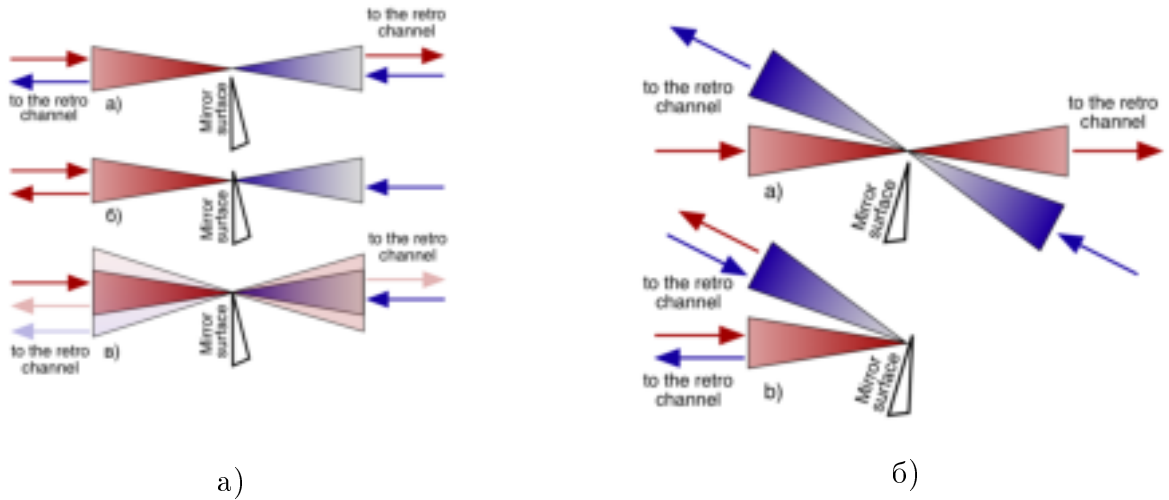 to the retro
channel
to the retro
channel
а)
Mirror
surface
б)
Mirror
surface
to the retro
channel
to the retro
channel
в)
Mirror
surface
а)
to the retro
channel
to the retro
channel
a)
Mirror
surface
to the retro
channel
to the retro
channel
b)
Mirror
surface
б)